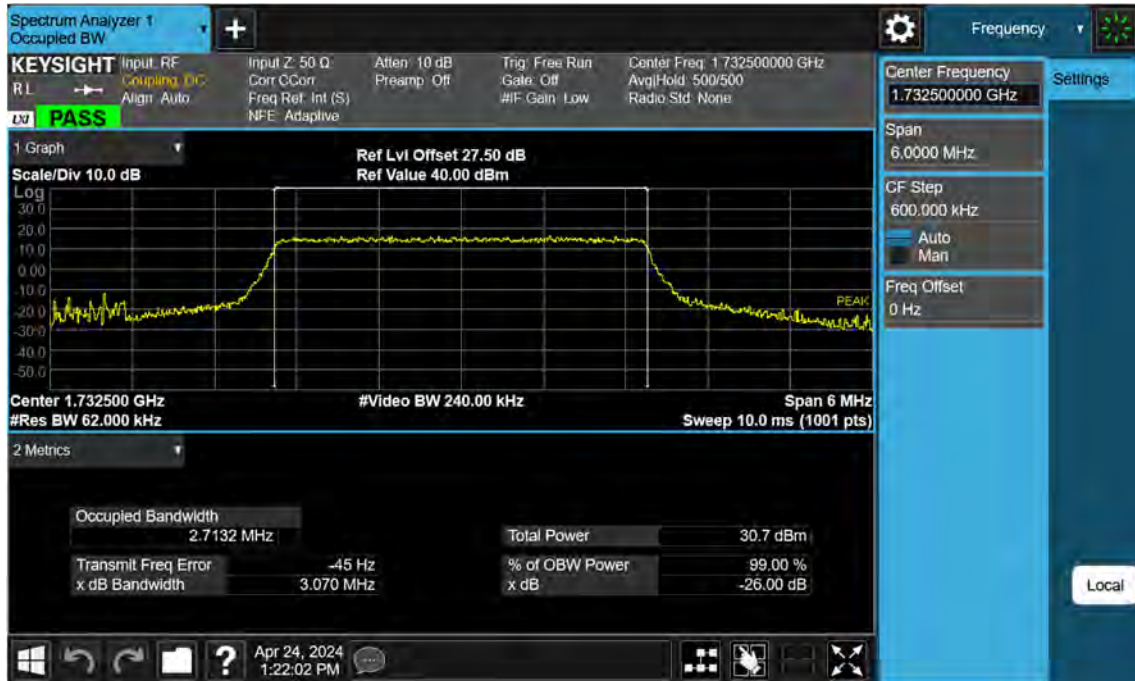 Spectrum Analyzer 1
Occupied BW
+
Frequency
KEYSIGHT
RL
LXI
PASS
Input: RF
Coupling: DC
Align: Auto
Input Z: 50 Ω
Corr CCorr
Freq Ref: Int (S)
NFE: Adaptive
Atten: 10 dB
Preamp: Off
Trig: Free Run
Gate: Off
#IF Gain: Low
Center Freq: 1.732500000 GHz
Avg|Hold: 500/500
Radio Std: None
Center Frequency
1.732500000 GHz
Settings
Span
6.0000 MHz
CF Step
600.000 kHz
Auto
Man
Freq Offset
0 Hz
Local
1 Graph
Scale/Div 10.0 dB
Ref Lvl Offset 27.50 dB
Ref Value 40.00 dBm
Log
30.0
20.0
10.0
0.00
-10.0
-20.0
-30.0
-40.0
-50.0
PEAK
Center 1.732500 GHz
#Video BW 240.00 kHz
Span 6 MHz
#Res BW 62.000 kHz
Sweep 10.0 ms (1001 pts)
2 Metrics
Occupied Bandwidth
2.7132 MHz
Total Power 30.7 dBm
Transmit Freq Error -45 Hz
% of OBW Power 99.00 %
x dB Bandwidth 3.070 MHz
x dB -26.00 dB
?
Apr 24, 2024
1:22:02 PM